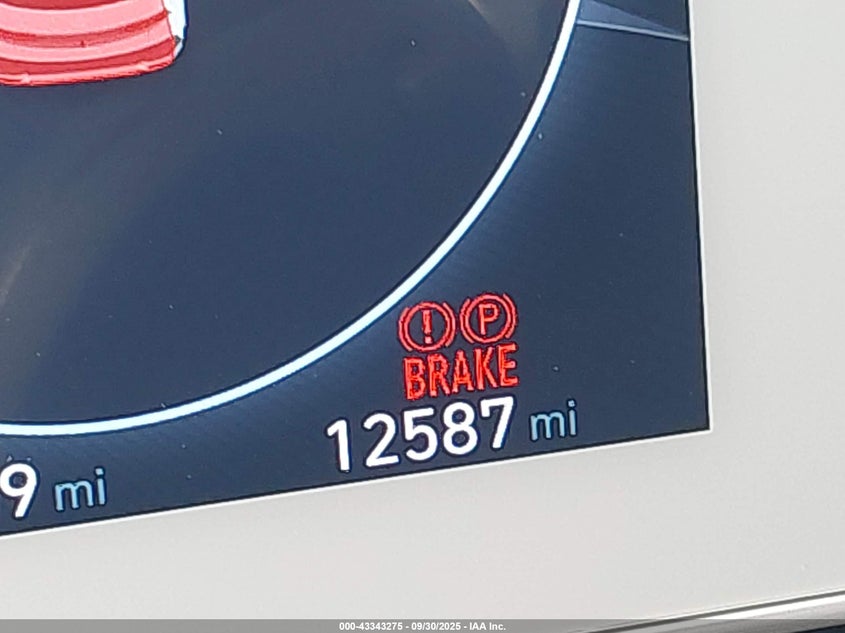 (!) (P)
BRAKE
12587 mi
9 mi
000-43343275 - 09/30/2025 - IAA Inc.